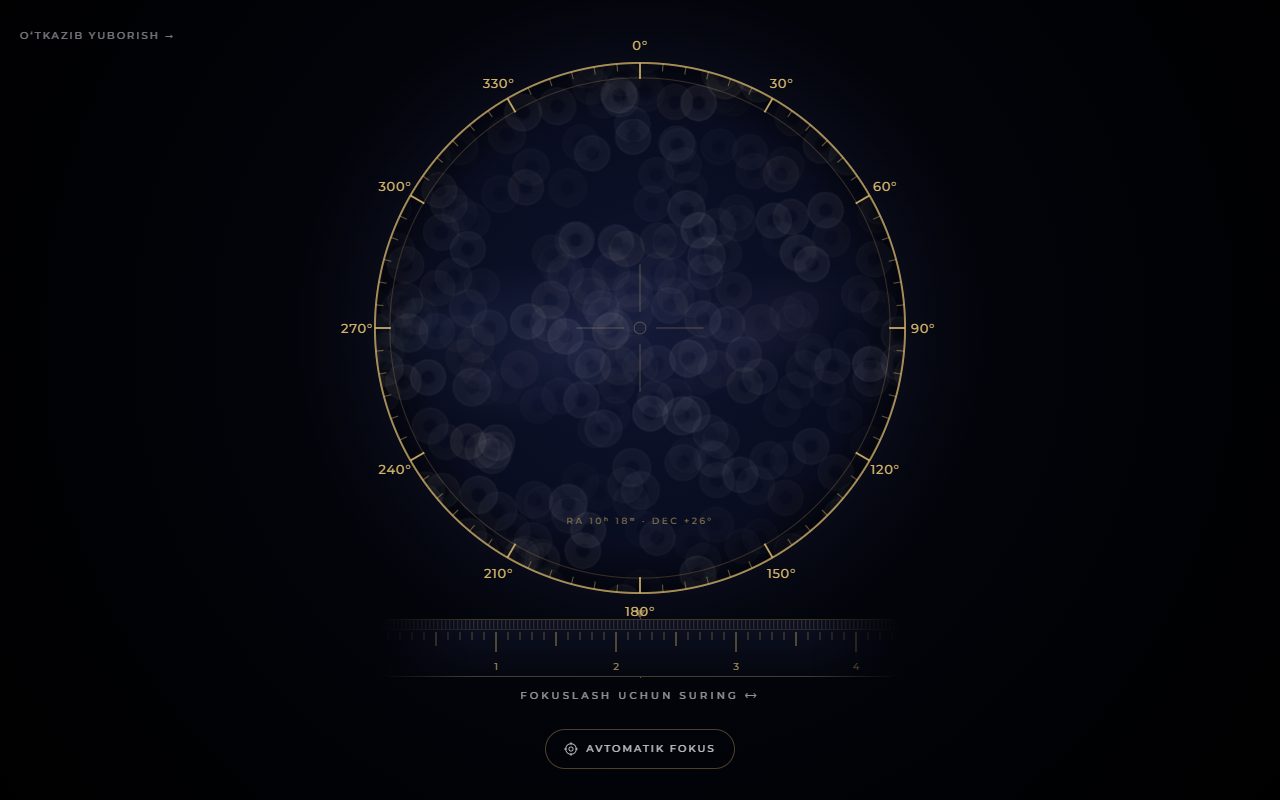 OʻTKAZIB YUBORISH →
0°
330° 30°
300° 60°
270° 90°
240° 120°
RA 10ʰ 18ᵐ · DEC +26°
210° 150°
180°
1 2 3 4
FOKUSLASH UCHUN SURING ↔
AVTOMATIK FOKUS